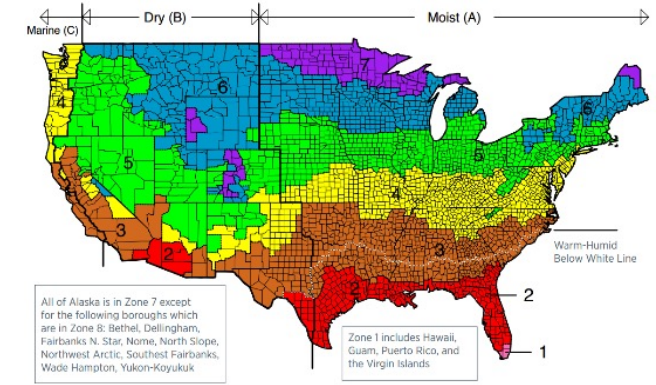 Marine (C)
Dry (B)
Moist (A)
7
6
6
6
4
5
5
4
3
3
2
2
2
1
Warm-Humid
Below White Line
All of Alaska is in Zone 7 except
for the following boroughs which
are in Zone 8: Bethel, Dellingham,
Fairbanks N. Star, Nome, North Slope,
Northwest Arctic, Southest Fairbanks,
Wade Hampton, Yukon-Koyukuk
Zone 1 includes Hawaii,
Guam, Puerto Rico, and
the Virgin Islands